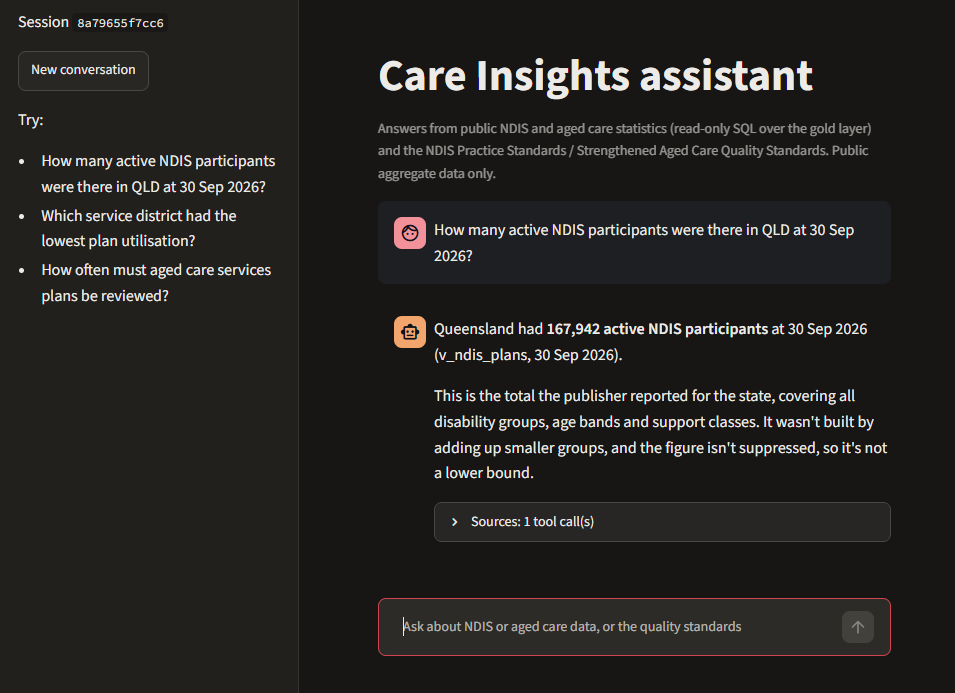 Session 8a79655f7cc6
New conversation
Try:
• How many active NDIS participants
were there in QLD at 30 Sep 2026?
• Which service district had the
lowest plan utilisation?
• How often must aged care services
plans be reviewed?
Care Insights assistant
Answers from public NDIS and aged care statistics (read-only SQL over the gold layer)
and the NDIS Practice Standards / Strengthened Aged Care Quality Standards. Public
aggregate data only.
How many active NDIS participants were there in QLD at 30 Sep
2026?
Queensland had 167,942 active NDIS participants at 30 Sep 2026
(v_ndis_plans, 30 Sep 2026).
This is the total the publisher reported for the state, covering all
disability groups, age bands and support classes. It wasn't built by
adding up smaller groups, and the figure isn't suppressed, so it's not
a lower bound.
Sources: 1 tool call(s)
Ask about NDIS or aged care data, or the quality standards